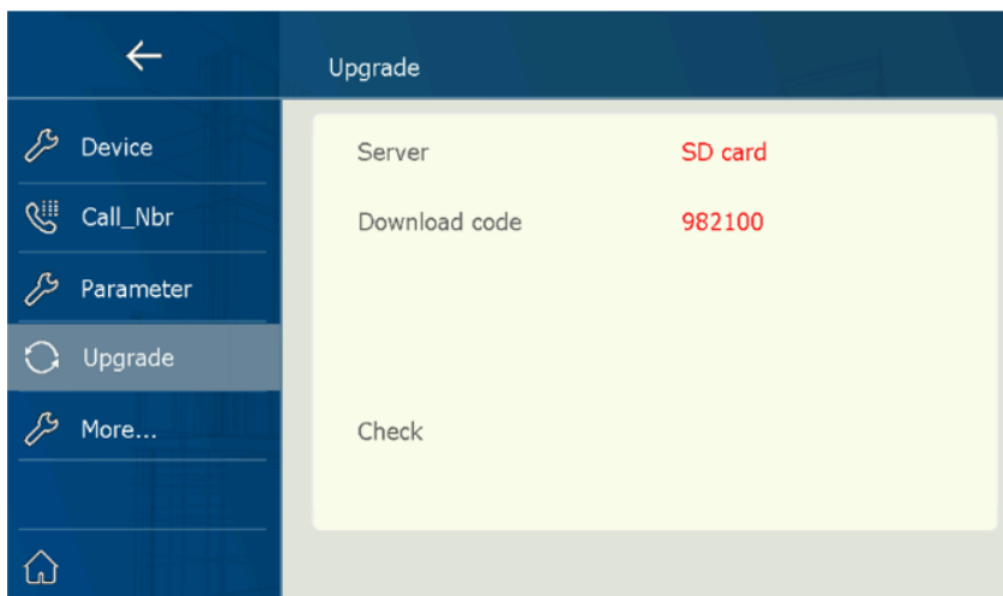 Upgrade
Device
Call_Nbr
Parameter
Upgrade
More...
Server SD card
Download code 982100
Check